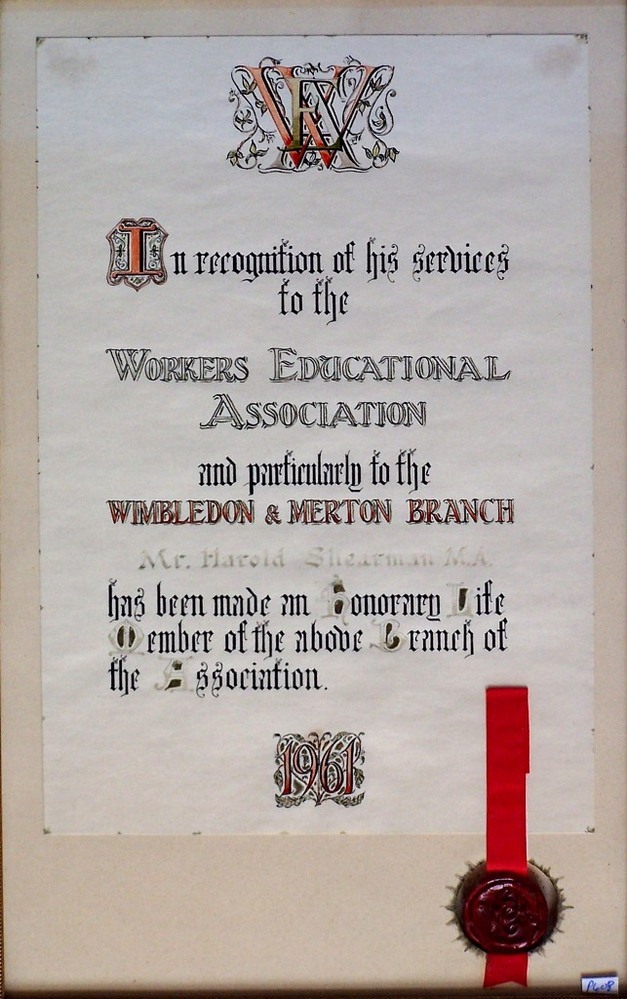 WEA
In recognition of his services
to the
WORKERS EDUCATIONAL
ASSOCIATION
and particularly to the
WIMBLEDON & MERTON BRANCH
Mr. Harold Shearman M.A.
has been made an Honorary Life
Member of the above Branch of
the Association.
1961